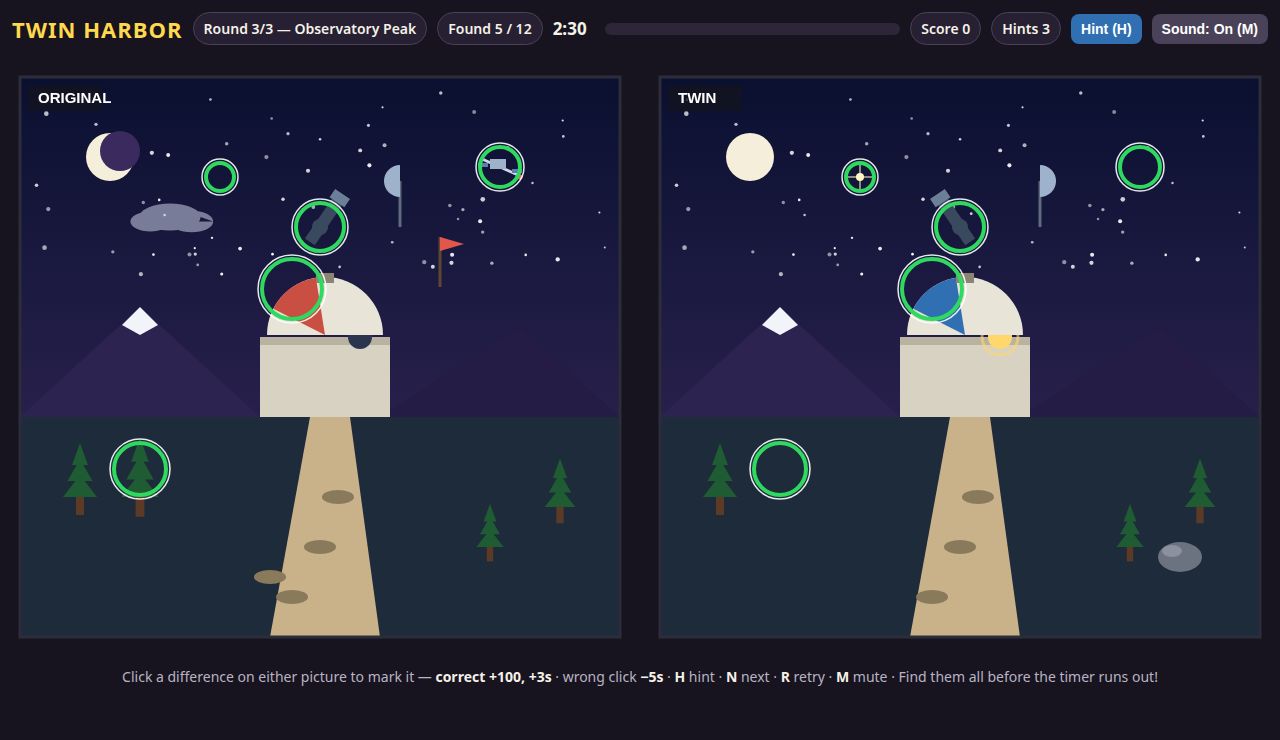 TWIN HARBOR
Round 3/3 — Observatory Peak
Found 5 / 12
2:30
Score 0
Hints 3
Hint (H)
Sound: On (M)
ORIGINAL
TWIN
Click a difference on either picture to mark it — correct +100, +3s · wrong click −5s · H hint · N next · R retry · M mute · Find them all before the timer runs out!